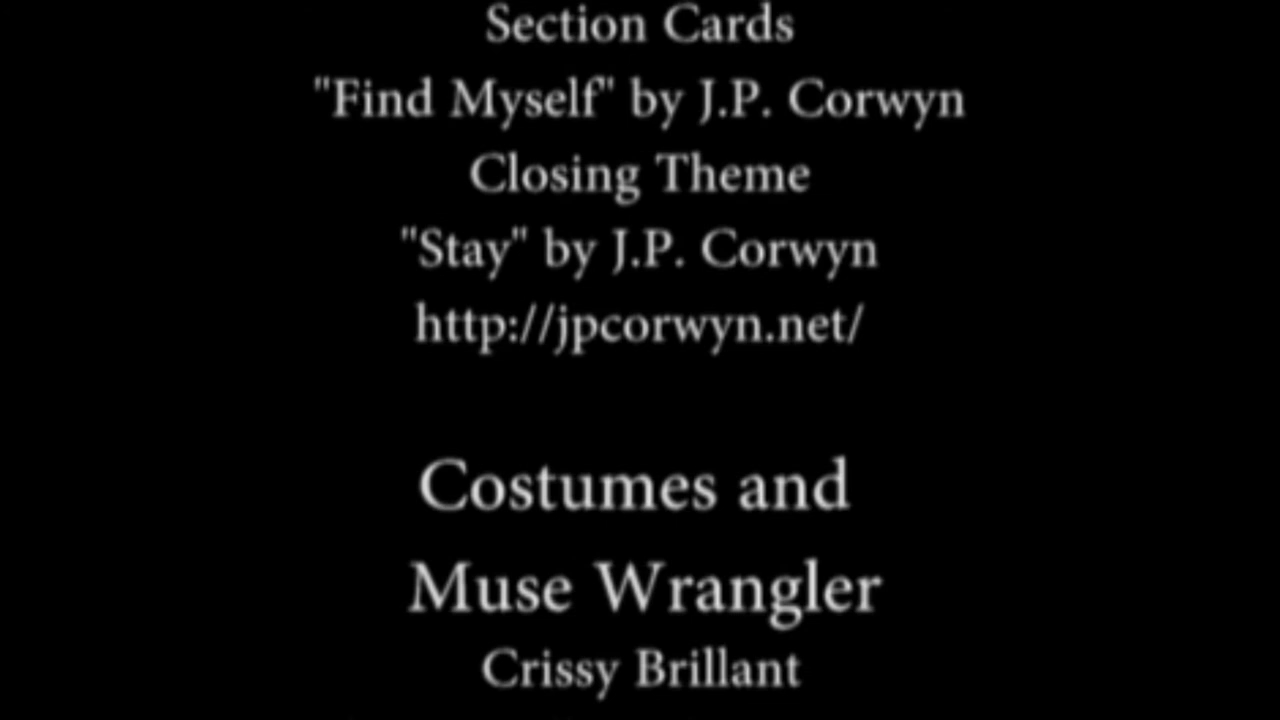 Section Cards
"Find Myself" by J.P. Corwyn
Closing Theme
"Stay" by J.P. Corwyn
http://jpcorwyn.net/
Costumes and
Muse Wrangler
Crissy Brillant